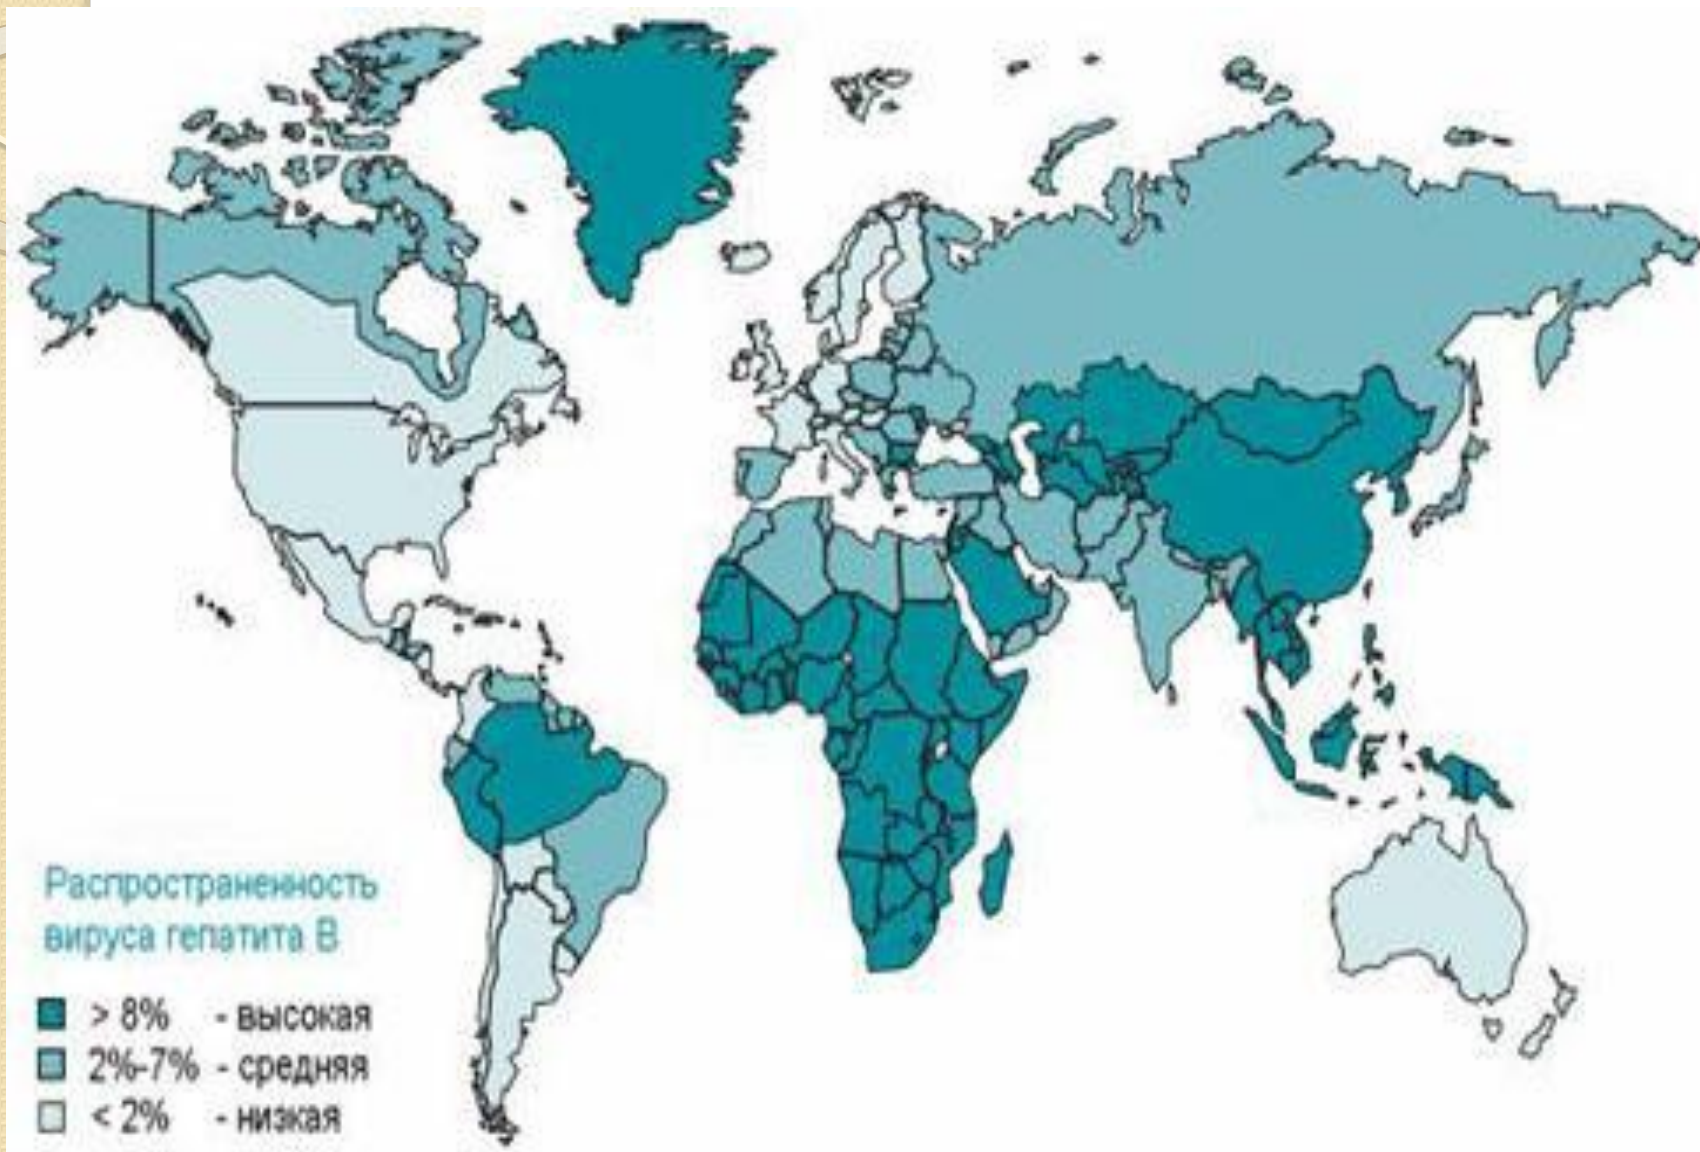 Распространенность
вируса гепатита В
> 8% - высокая
2%-7% - средняя
< 2% - низкая